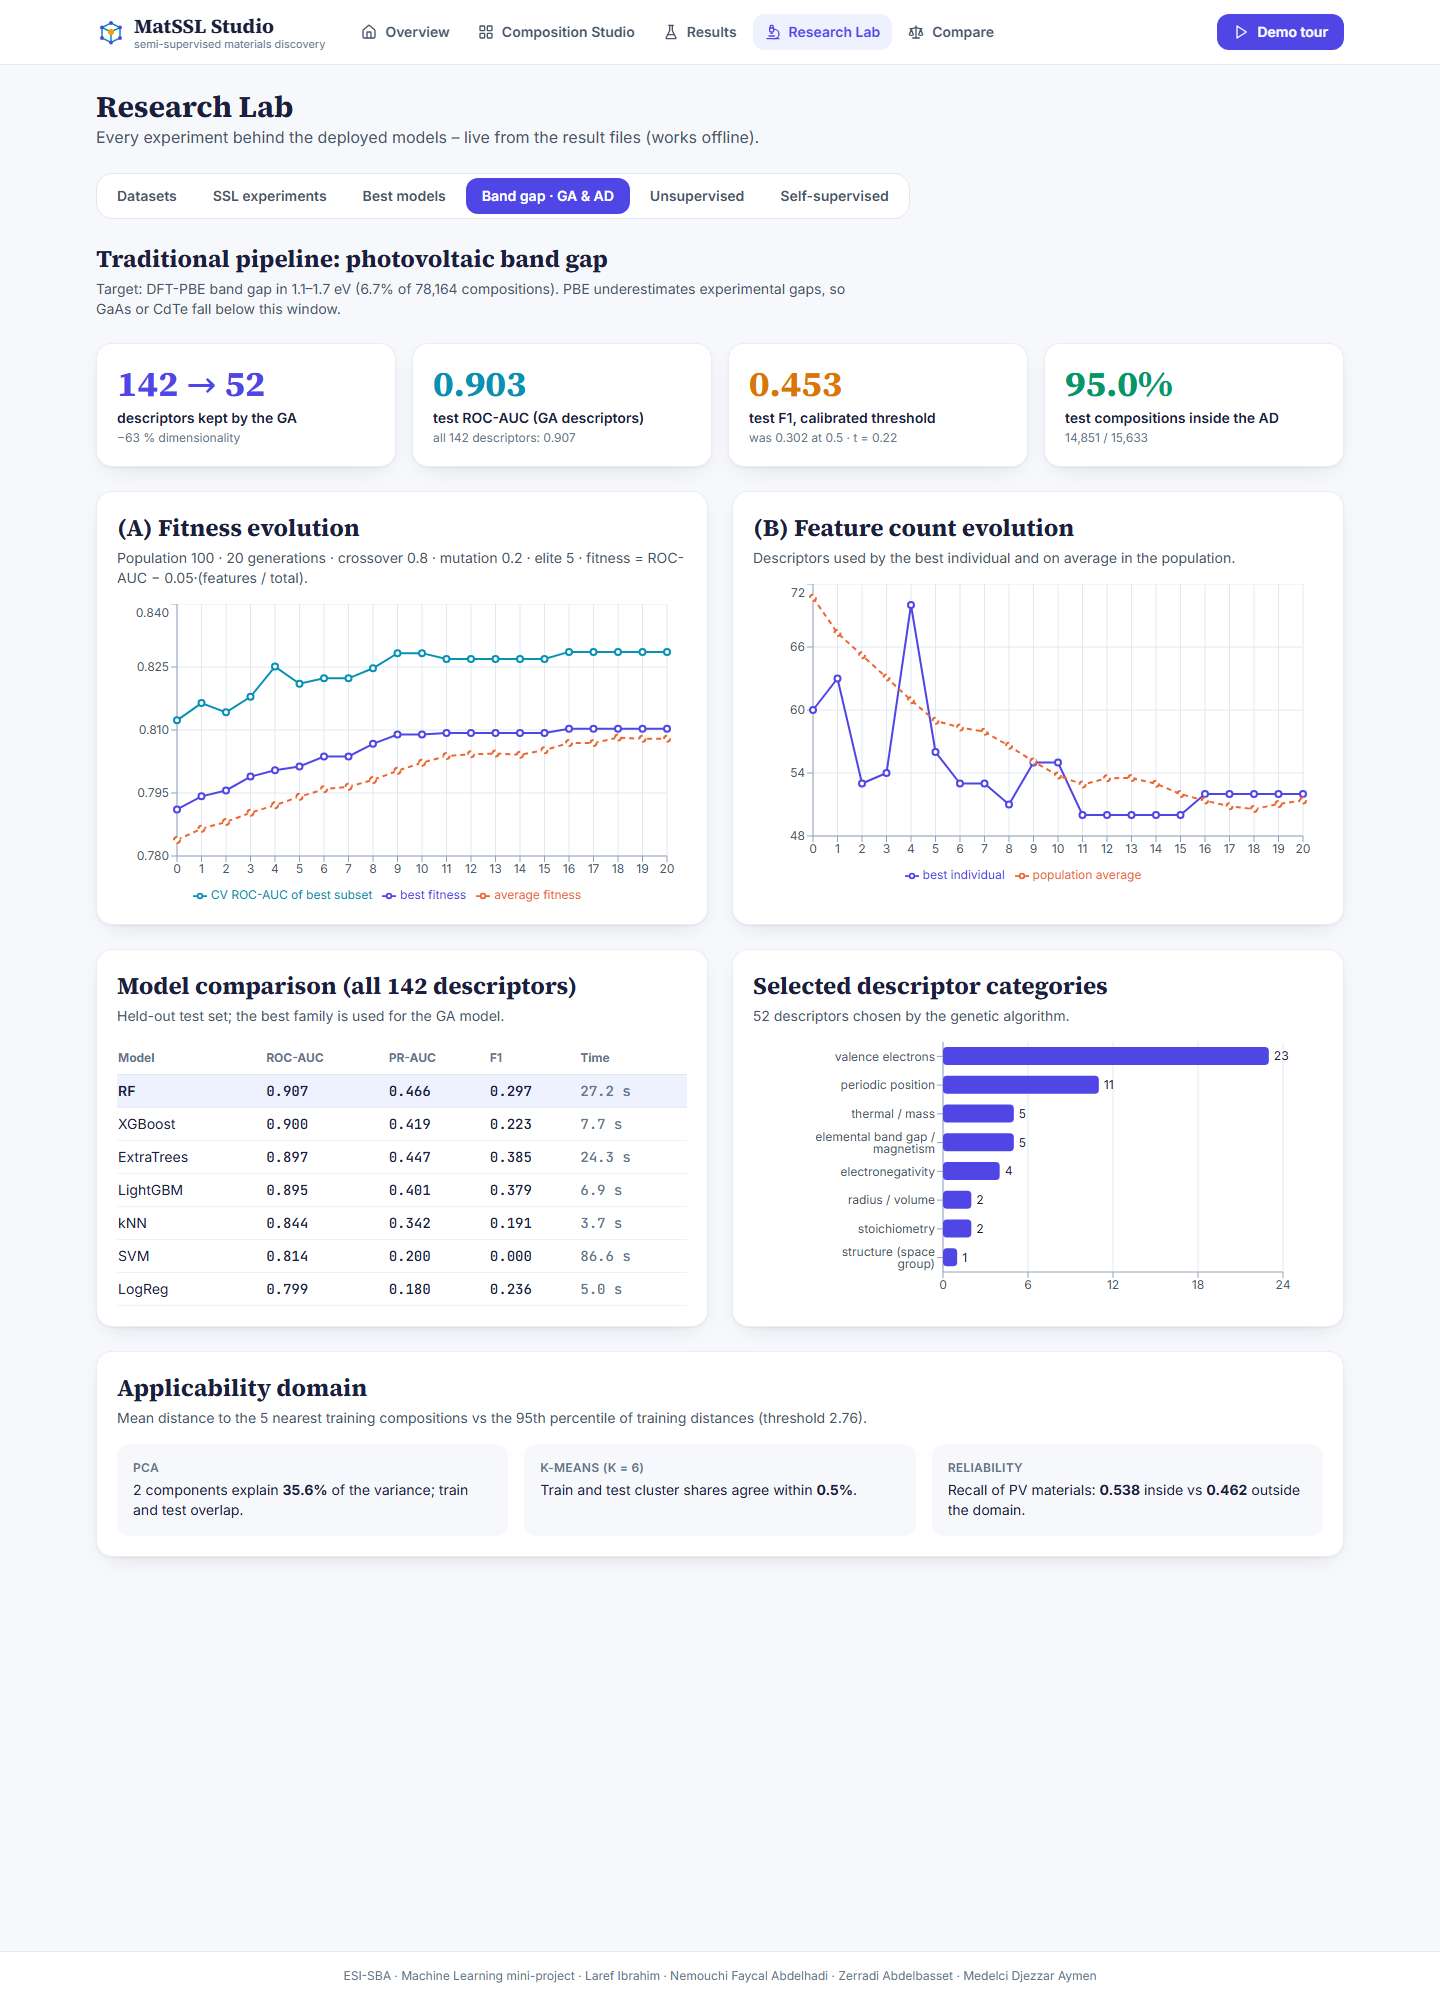 MatSSL Studio
semi-supervised materials discovery
Overview
Composition Studio
Results
Research Lab
Compare
Demo tour
Research Lab
Every experiment behind the deployed models – live from the result files (works offline).
Datasets
SSL experiments
Best models
Band gap · GA & AD
Unsupervised
Self-supervised
Traditional pipeline: photovoltaic band gap
Target: DFT-PBE band gap in 1.1–1.7 eV (6.7% of 78,164 compositions). PBE underestimates experimental gaps, so
GaAs or CdTe fall below this window.
142 → 52
descriptors kept by the GA
−63 % dimensionality
0.903
test ROC-AUC (GA descriptors)
all 142 descriptors: 0.907
0.453
test F1, calibrated threshold
was 0.302 at 0.5 · t = 0.22
95.0%
test compositions inside the AD
14,851 / 15,633
(A) Fitness evolution
Population 100 · 20 generations · crossover 0.8 · mutation 0.2 · elite 5 · fitness = ROC-
AUC − 0.05·(features / total).
0.840
0.825
0.810
0.795
0.780
0 1 2 3 4 5 6 7 8 9 10 11 12 13 14 15 16 17 18 19 20
CV ROC-AUC of best subset best fitness average fitness
(B) Feature count evolution
Descriptors used by the best individual and on average in the population.
72
66
60
54
48
0 1 2 3 4 5 6 7 8 9 10 11 12 13 14 15 16 17 18 19 20
best individual population average
Model comparison (all 142 descriptors)
Held-out test set; the best family is used for the GA model.
Model ROC-AUC PR-AUC F1 Time
RF 0.907 0.466 0.297 27.2 s
XGBoost 0.900 0.419 0.223 7.7 s
ExtraTrees 0.897 0.447 0.385 24.3 s
LightGBM 0.895 0.401 0.379 6.9 s
kNN 0.844 0.342 0.191 3.7 s
SVM 0.814 0.200 0.000 86.6 s
LogReg 0.799 0.180 0.236 5.0 s
Selected descriptor categories
52 descriptors chosen by the genetic algorithm.
valence electrons 23
periodic position 11
thermal / mass 5
elemental band gap /
magnetism 5
electronegativity 4
radius / volume 2
stoichiometry 2
structure (space
group) 1
0 6 12 18 24
Applicability domain
Mean distance to the 5 nearest training compositions vs the 95th percentile of training distances (threshold 2.76).
PCA
2 components explain 35.6% of the variance; train
and test overlap.
K-MEANS (K = 6)
Train and test cluster shares agree within 0.5%.
RELIABILITY
Recall of PV materials: 0.538 inside vs 0.462 outside
the domain.
ESI-SBA · Machine Learning mini-project · Laref Ibrahim · Nemouchi Faycal Abdelhadi · Zerradi Abdelbasset · Medelci Djezzar Aymen